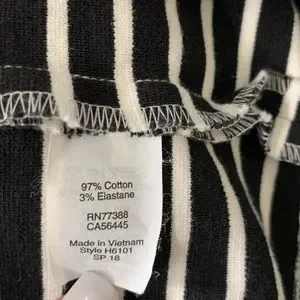 97% Cotton
3% Elastane
RN77388
CA56445
Made in Vietnam
Style H6101
SP 18